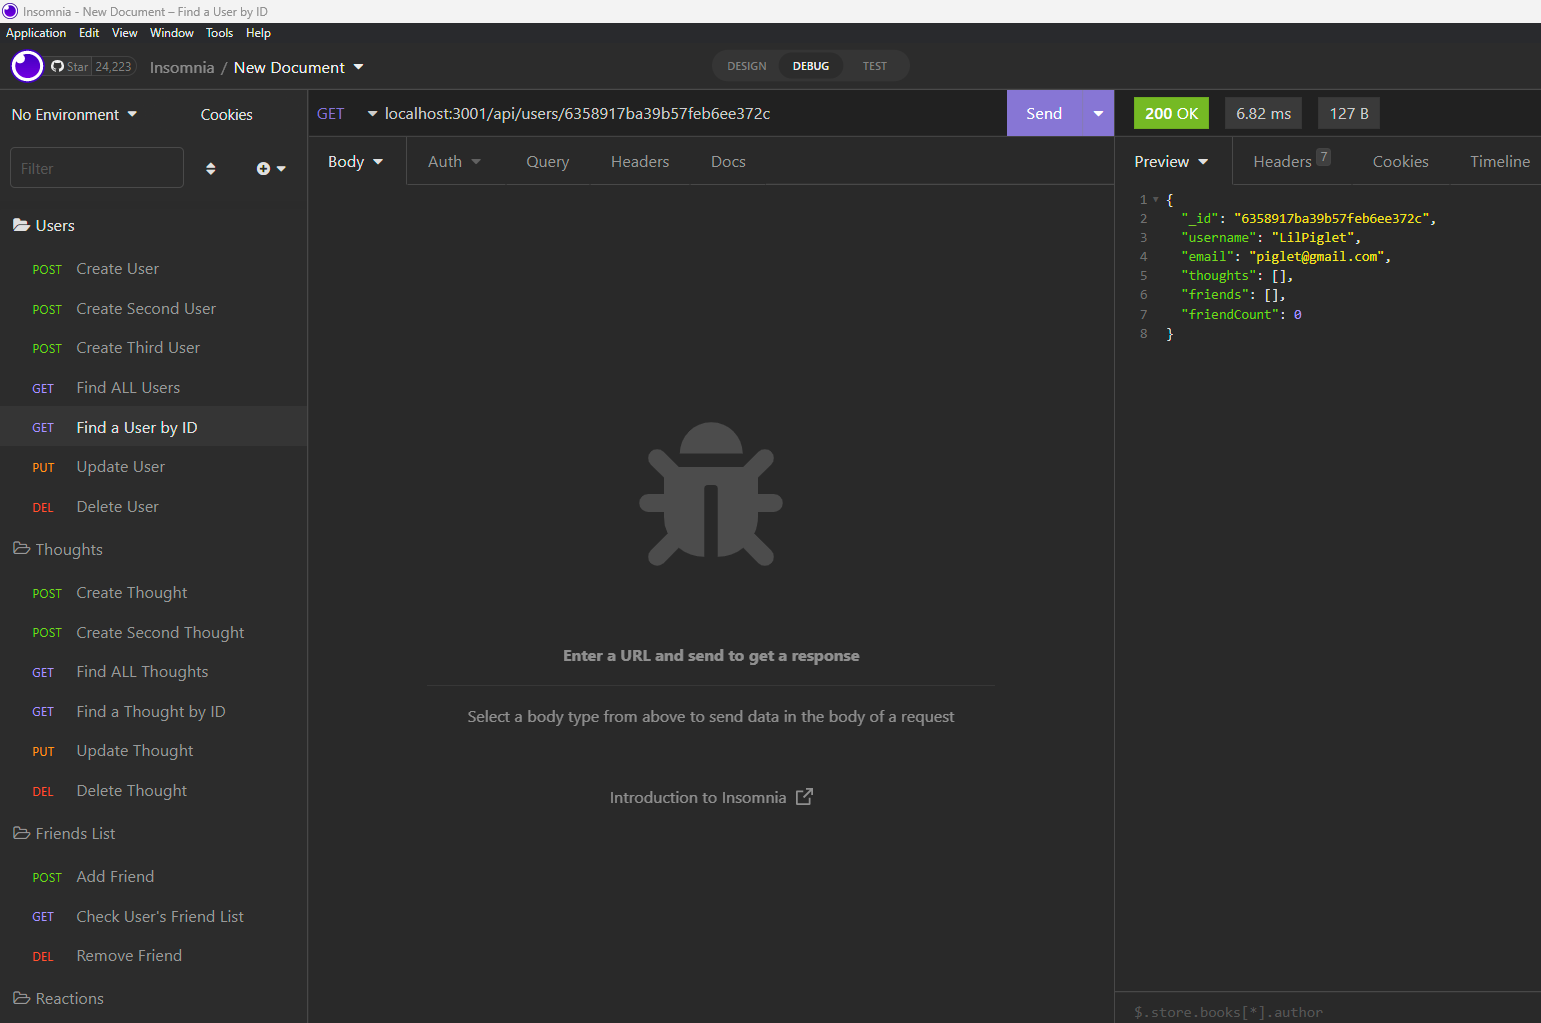 Insomnia - New Document – Find a User by ID
Application Edit View Window Tools Help
Star 24,223 Insomnia / New Document
DESIGN DEBUG TEST
No Environment Cookies
Filter
Users
POST Create User
POST Create Second User
POST Create Third User
GET Find ALL Users
GET Find a User by ID
PUT Update User
DEL Delete User
Thoughts
POST Create Thought
POST Create Second Thought
GET Find ALL Thoughts
GET Find a Thought by ID
PUT Update Thought
DEL Delete Thought
Friends List
POST Add Friend
GET Check User's Friend List
DEL Remove Friend
Reactions
GET localhost:3001/api/users/6358917ba39b57feb6ee372c Send
Body Auth Query Headers Docs
Enter a URL and send to get a response
Select a body type from above to send data in the body of a request
Introduction to Insomnia
200 OK 6.82 ms 127 B
Preview Headers 7 Cookies Timeline
1 {
2 "_id": "6358917ba39b57feb6ee372c",
3 "username": "LilPiglet",
4 "email": "piglet@gmail.com",
5 "thoughts": [],
6 "friends": [],
7 "friendCount": 0
8 }
$.store.books[*].author